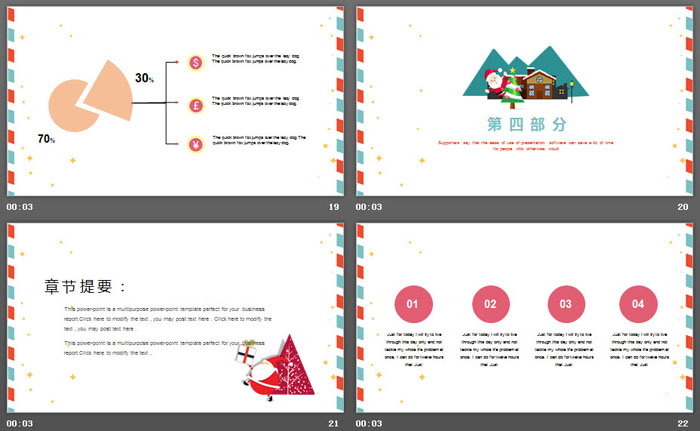 30%
70%
$
The quick brown fox jumps over the lazy dog.
The quick brown fox jumps over the lazy dog.
£
The quick brown fox jumps over the lazy dog.
The quick brown fox jumps over the lazy dog.
¥
The quick brown fox jumps over the lazy dog. The
quick brown fox jumps over the lazy dog.
00:03
19
第四部分
Supporters say that the ease of use of presentation software can save a lot of time
for people who otherwise would
00:03
20
章节提要：
This power-point is a multipurpose power-point template perfect for your business
report.Click here to modify the text , you may post text here . Click here to modify the
text , you may post text here .
This power-point is a multipurpose power-point template perfect for your business
report.Click here to modify the text .
00:03
21
01
Just for today I will try to live
through this day only and not
tackle my whole life problem at
once. I can do for twelve hours
that Just
02
Just for today I will try to live
through this day only and not
tackle my whole life problem at
once. I can do for twelve hours
that Just
03
Just for today I will try to live
through this day only and not
tackle my whole life problem at
once. I can do for twelve hours
that Just
04
Just for today I will try to live
through this day only and not
tackle my whole life problem at
once. I can do for twelve hours
that Just
00:03
22